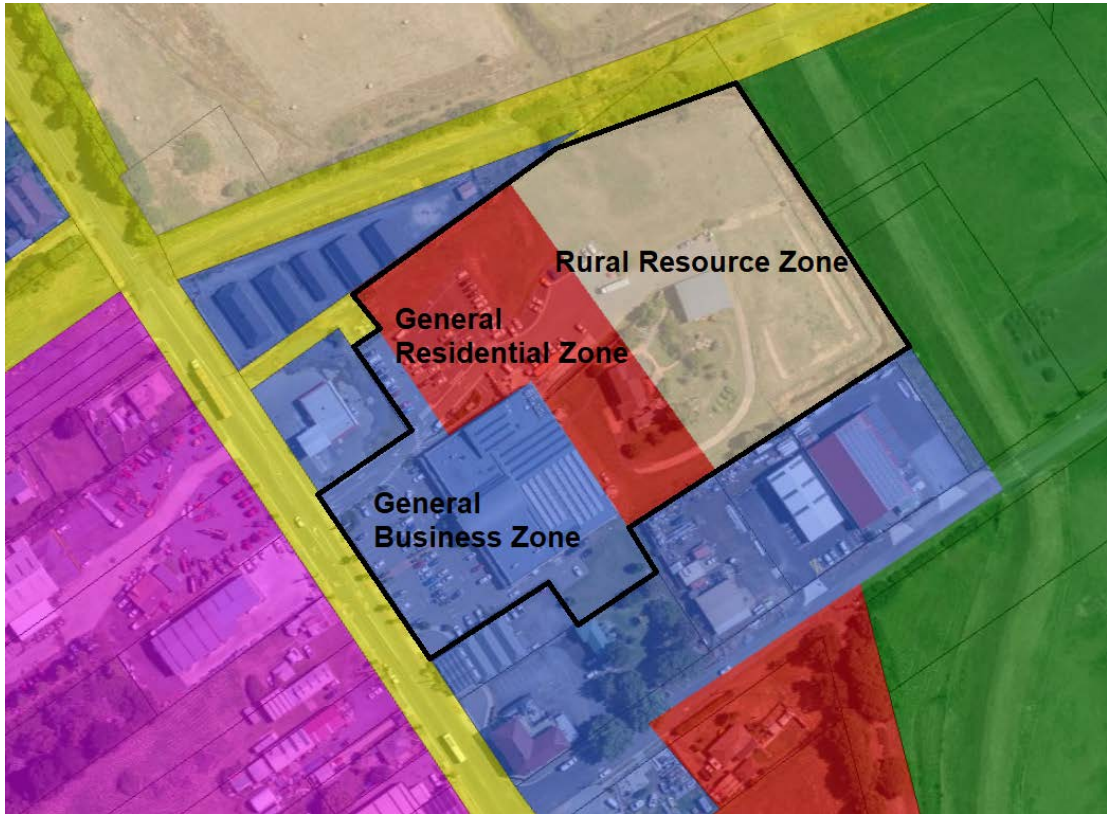 Rural Resource Zone
General
Residential Zone
General
Business Zone